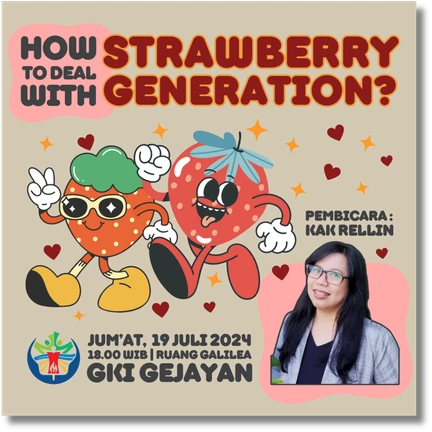 HOW
TO DEAL
WITH
STRAWBERRY
GENERATION?
PEMBICARA :
KAK RELLIN
JUM'AT, 19 JULI 2024
18.00 WIB | RUANG GALILEA
GKI GEJAYAN